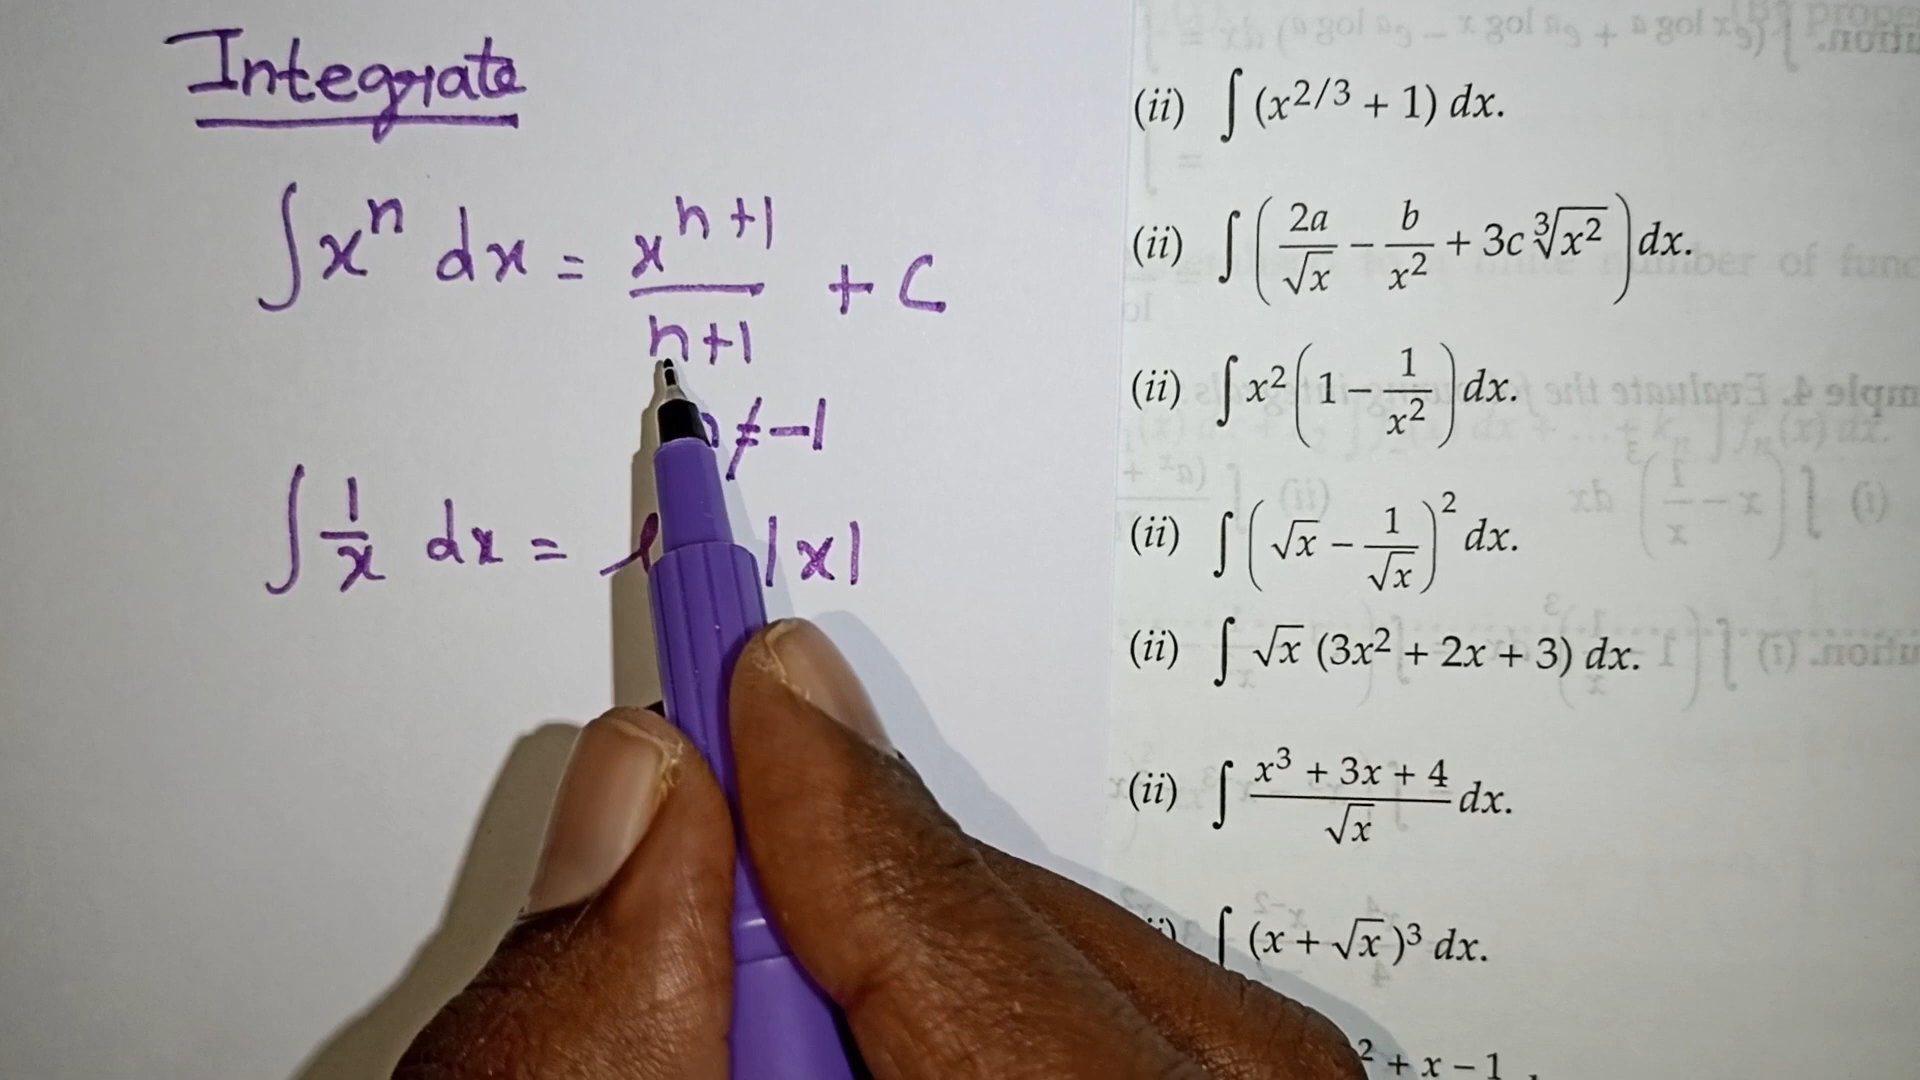 Integrate
∫ x^n dx = x^(n+1)/(n+1) + C
n ≠ -1
∫ 1/x dx = |x|
(ii) ∫ (x^(2/3) + 1) dx.
(ii) ∫ (2a/√x − b/x² + 3c ∛x²) dx.
(ii) ∫ x² (1 − 1/x²) dx.
(ii) ∫ (√x − 1/√x)² dx.
(ii) ∫ √x (3x² + 2x + 3) dx.
(ii) ∫ (x³ + 3x + 4)/√x dx.
∫ (x + √x)³ dx.
² + x − 1